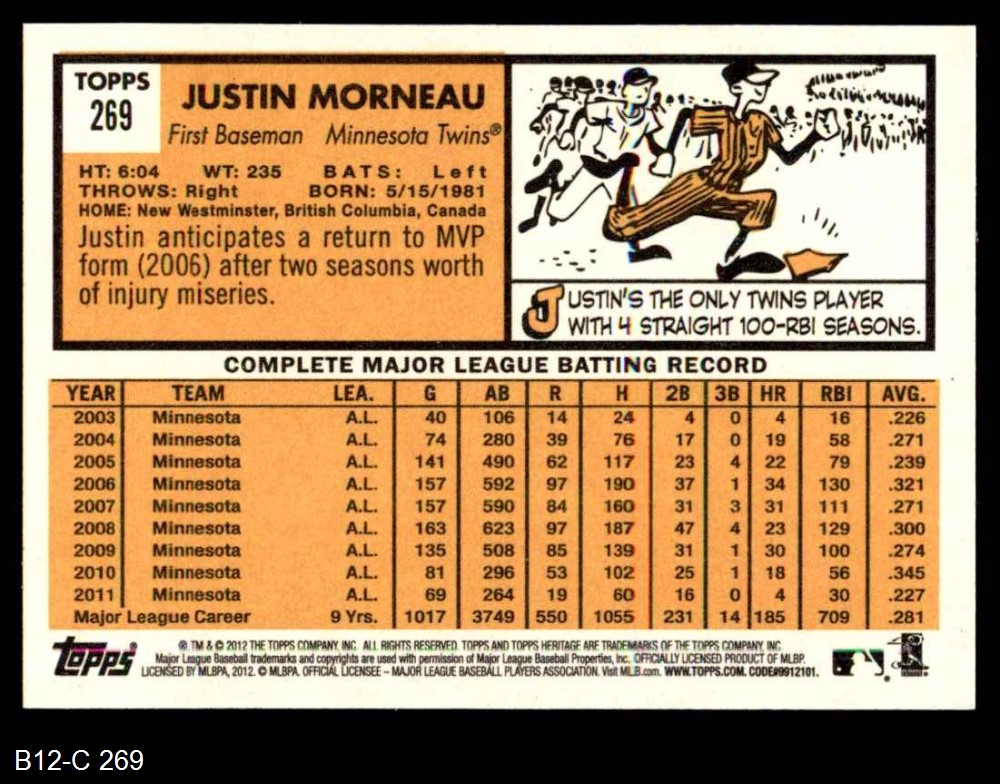 TOPPS
269
JUSTIN MORNEAU
First Baseman Minnesota Twins®
HT: 6:04 WT: 235 BATS: Left
THROWS: Right BORN: 5/15/1981
HOME: New Westminster, British Columbia, Canada
Justin anticipates a return to MVP
form (2006) after two seasons worth
of injury miseries.
JUSTIN'S THE ONLY TWINS PLAYER
WITH 4 STRAIGHT 100-RBI SEASONS.
COMPLETE MAJOR LEAGUE BATTING RECORD
YEAR TEAM LEA. G AB R H 2B 3B HR RBI AVG.
2003 Minnesota A.L. 40 106 14 24 4 0 4 16 .226
2004 Minnesota A.L. 74 280 39 76 17 0 19 58 .271
2005 Minnesota A.L. 141 490 62 117 23 4 22 79 .239
2006 Minnesota A.L. 157 592 97 190 37 1 34 130 .321
2007 Minnesota A.L. 157 590 84 160 31 3 31 111 .271
2008 Minnesota A.L. 163 623 97 187 47 4 23 129 .300
2009 Minnesota A.L. 135 508 85 139 31 1 30 100 .274
2010 Minnesota A.L. 81 296 53 102 25 1 18 56 .345
2011 Minnesota A.L. 69 264 19 60 16 0 4 30 .227
Major League Career 9 Yrs. 1017 3749 550 1055 231 14 185 709 .281
Topps®
® TM & © 2012 THE TOPPS COMPANY, INC. ALL RIGHTS RESERVED. TOPPS AND TOPPS HERITAGE ARE TRADEMARKS OF THE TOPPS COMPANY, INC.
Major League Baseball trademarks and copyrights are used with permission of Major League Baseball Properties, Inc. OFFICIALLY LICENSED PRODUCT OF MLBP.
LICENSED BY MLBPA, 2012. © MLBPA. OFFICIAL LICENSEE – MAJOR LEAGUE BASEBALL PLAYERS ASSOCIATION. Visit MLB.com. WWW.TOPPS.COM. CODE#9912101.
B12-C 269